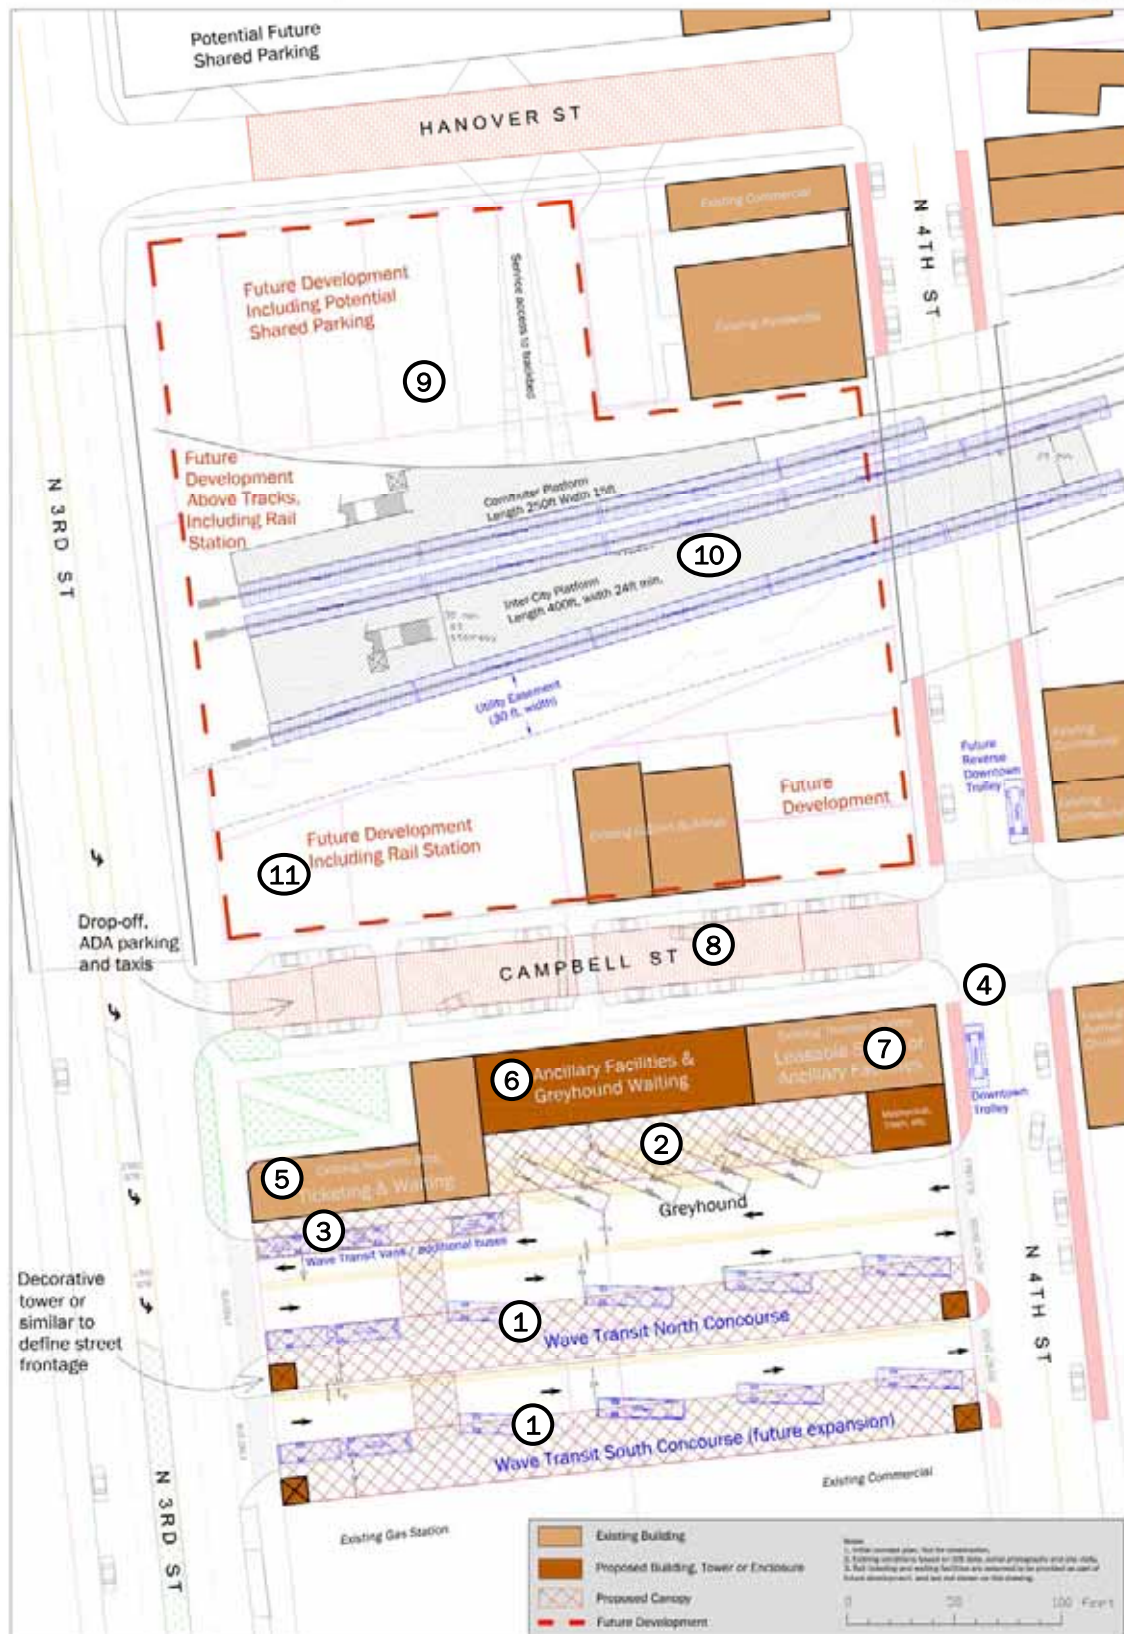 Potential Future
Shared Parking
HANOVER ST
Existing Commercial
N 4TH ST
Future Development
Including Potential
Shared Parking
Service access to trackbed
Existing Residential
9
Future
Development
Above Tracks,
Including Rail
Station
N 3RD ST
Commuter Platform
Length 250ft Width 15ft
10
Inter-City Platform
Length 400ft, width 24ft min.
Utility Easement
(30 ft. width)
Existing
Future
Reverse
Downtown
Trolley
Existing
Future
Development
Future Development
Including Rail Station
11
Drop-off,
ADA parking
and taxis
CAMPBELL ST
8
4
6
Ancillary Facilities &
Greyhound Waiting
7
Downtown
Trolley
2
5
Ticketing & Waiting
Greyhound
3
Wave Transit Vans / additional buses
Decorative
tower or
similar to
define street
frontage
1
Wave Transit North Concourse
N 4TH ST
1
Wave Transit South Concourse (future expansion)
N 3RD ST
Existing Commercial
Existing Gas Station
Existing Building
Proposed Building, Tower or Enclosure
Proposed Canopy
Future Development
Notes
0 50 100 Feet